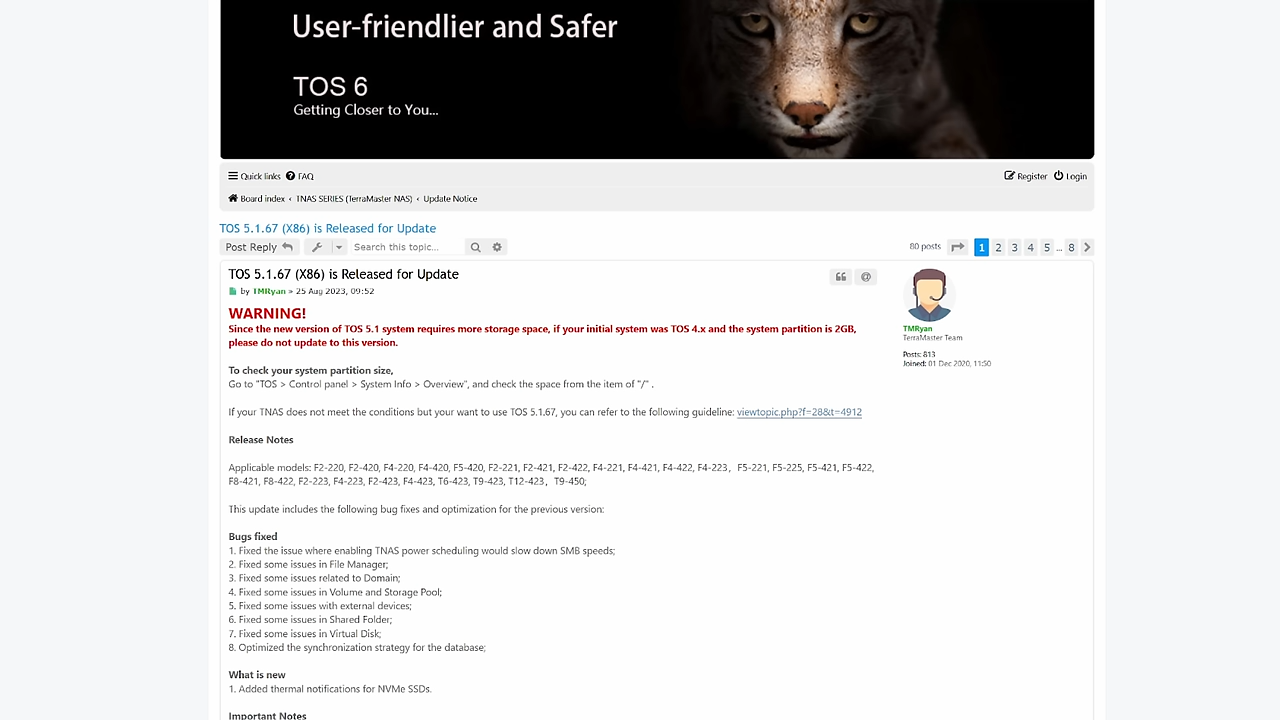 User-friendlier and Safer
TOS 6
Getting Closer to You...
Quick links FAQ Register Login
Board index ‹ TNAS SERIES (TerraMaster NAS) ‹ Update Notice
TOS 5.1.67 (X86) is Released for Update
Post Reply Search this topic... 80 posts 1 2 3 4 5 ... 8
TOS 5.1.67 (X86) is Released for Update
by TMRyan » 25 Aug 2023, 09:52
WARNING!
Since the new version of TOS 5.1 system requires more storage space, if your initial system was TOS 4.x and the system partition is 2GB,
please do not update to this version.
TMRyan
TerraMaster Team
Posts: 813
Joined: 01 Dec 2020, 11:50
To check your system partition size,
Go to "TOS > Control panel > System Info > Overview", and check the space from the item of "/" .
If your TNAS does not meet the conditions but your want to use TOS 5.1.67, you can refer to the following guideline: viewtopic.php?f=28&t=4912
Release Notes
Applicable models: F2-220, F2-420, F4-220, F4-420, F5-420, F2-221, F2-421, F2-422, F4-221, F4-421, F4-422, F4-223，F5-221, F5-225, F5-421, F5-422,
F8-421, F8-422, F2-223, F4-223, F2-423, F4-423, T6-423, T9-423, T12-423，T9-450;
This update includes the following bug fixes and optimization for the previous version:
Bugs fixed
1. Fixed the issue where enabling TNAS power scheduling would slow down SMB speeds;
2. Fixed some issues in File Manager;
3. Fixed some issues related to Domain;
4. Fixed some issues in Volume and Storage Pool;
5. Fixed some issues with external devices;
6. Fixed some issues in Shared Folder;
7. Fixed some issues in Virtual Disk;
8. Optimized the synchronization strategy for the database;
What is new
1. Added thermal notifications for NVMe SSDs.
Important Notes